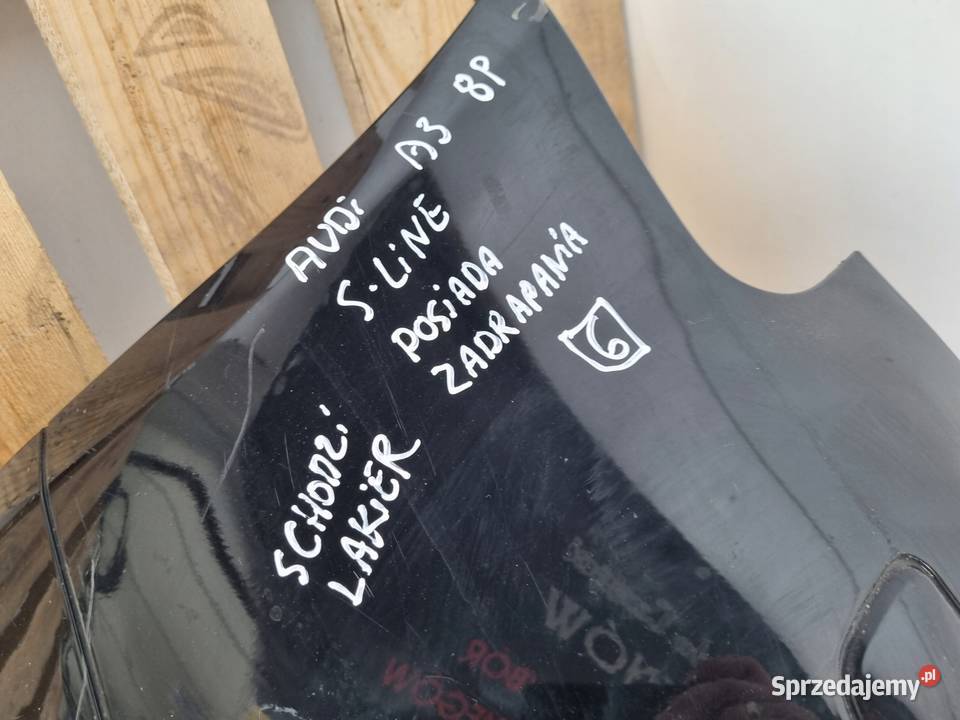 AUDi A3 8P
S-LiNE
POSiADA
ZADRAPANiA
6
SCHODZi
LAKiER
Sprzedajemy.pl